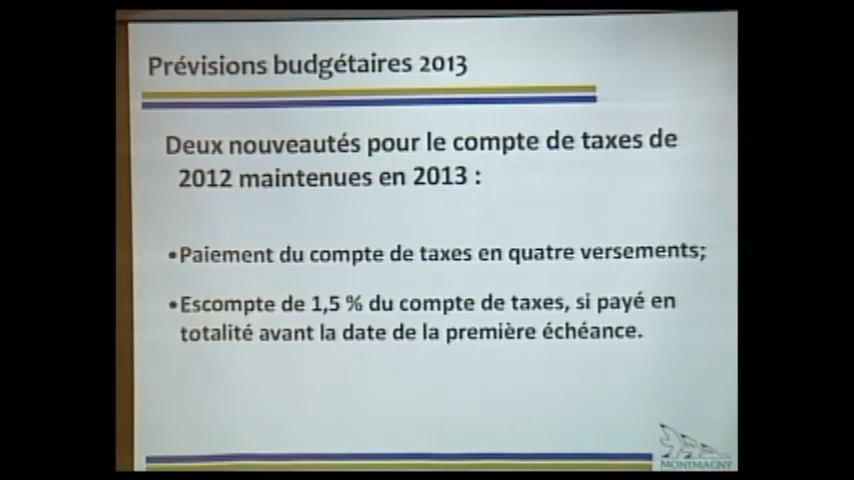 Prévisions budgétaires 2013
Deux nouveautés pour le compte de taxes de
2012 maintenues en 2013 :
•Paiement du compte de taxes en quatre versements;
•Escompte de 1,5 % du compte de taxes, si payé en
totalité avant la date de la première échéance.
MONTMAGNY